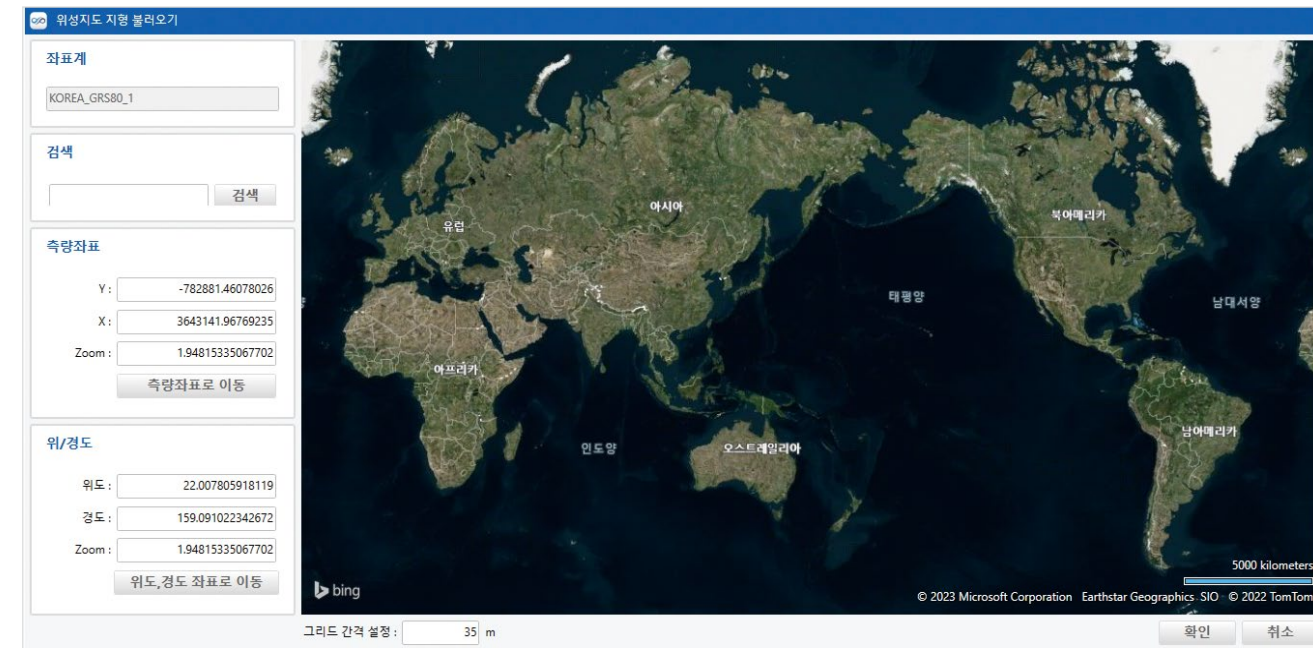 위성지도 지형 불러오기
좌표계
KOREA_GRS80_1
검색
검색
측량좌표
Y : -782881.46078026
X : 3643141.96769235
Zoom : 1.94815335067702
측량좌표로 이동
위/경도
위도 : 22.007805918119
경도 : 159.091022342672
Zoom : 1.94815335067702
위도,경도 좌표로 이동
아시아
유럽
북아메리카
태평양
남대서양
아프리카
남아메리카
인도양
오스트레일리아
5000 kilometers
bing
© 2023 Microsoft Corporation Earthstar Geographics SIO © 2022 TomTom
그리드 간격 설정 : 35 m
확인 취소